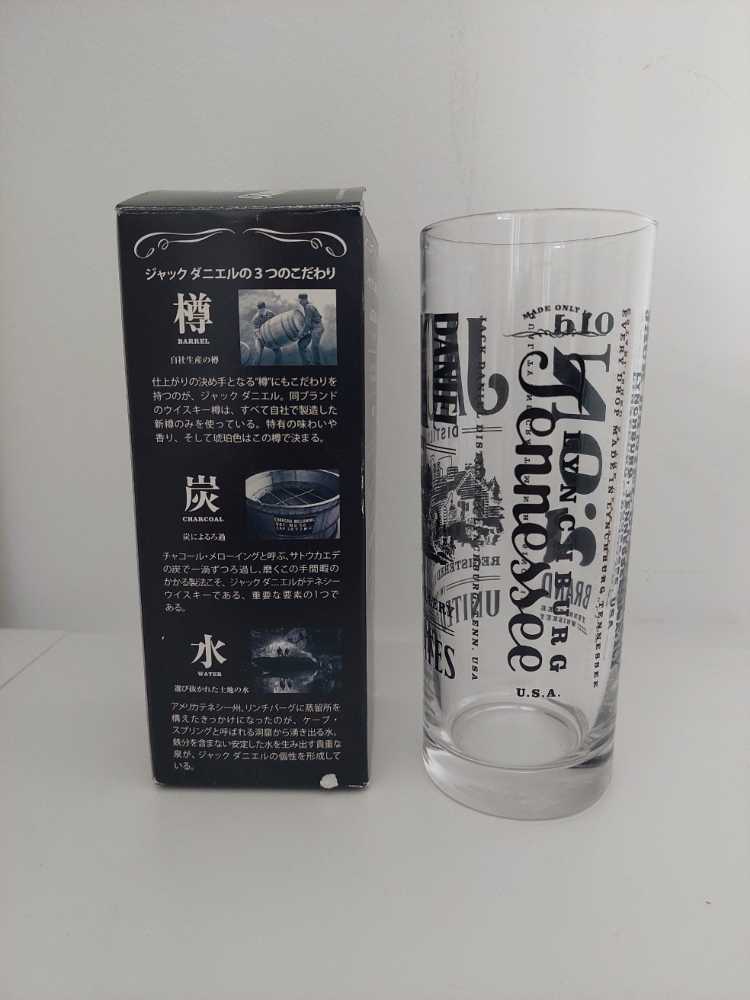 ジャック ダニエルの3つのこだわり
樽
BARREL
自社生産の樽
仕上がりの決め手となる"樽"にもこだわりを
持つのが、ジャック ダニエル。同ブランド
のウイスキー樽は、すべて自社で製造した
新樽のみを使っている。特有の味わいや
香り、そして琥珀色はこの樽で決まる。
炭
CHARCOAL
炭によるろ過
チャコール・メローイングと呼ぶ、サトウカエデ
の炭で一滴ずつろ過し、磨くこの手間暇の
かかる製法こそ、ジャック ダニエルがテネシー
ウイスキーである、重要な要素の1つで
ある。
水
WATER
選び抜かれた土地の水
アメリカテネシー州、リンチバーグに蒸留所を
構えたきっかけになったのが、ケーブ・
スプリングと呼ばれる洞窟から湧き出る水。
鉄分を含まない安定した水を生み出す貴重な
泉が、ジャック ダニエルの個性を形成して
いる。
MADE ONLY
Tennessee
LYNCHBURG
U.S.A.
OLD
No.
JACK
DANIEL
REGISTERED
BRAND
UNIT
EVERY DROP MADE IN LYNCHBURG, TENNESSEE